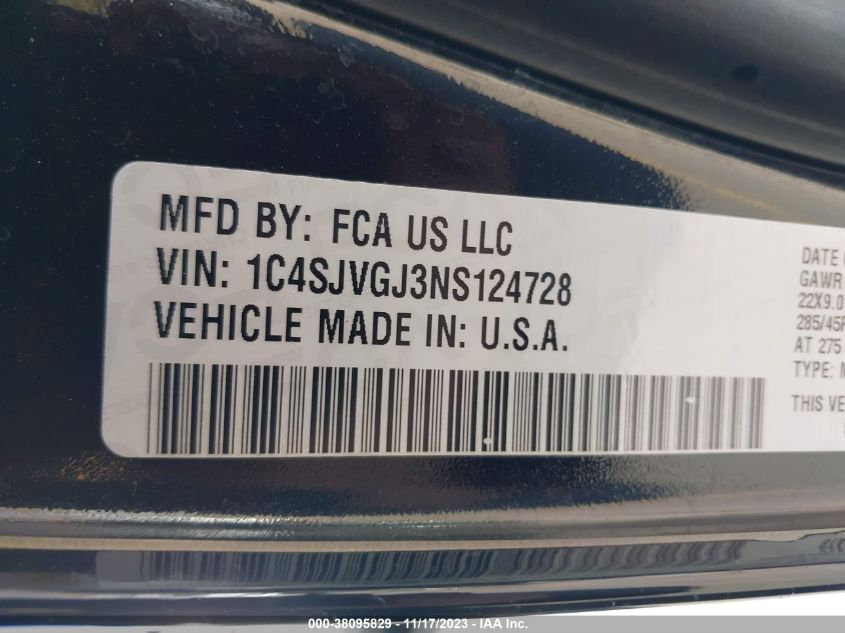 MFD BY: FCA US LLC
VIN: 1C4SJVGJ3NS124728
VEHICLE MADE IN: U.S.A.
DATE
GAWR
22X9.0
285/45R
AT 275
TYPE:
THIS VE
000-38095829 - 11/17/2023 - IAA Inc.